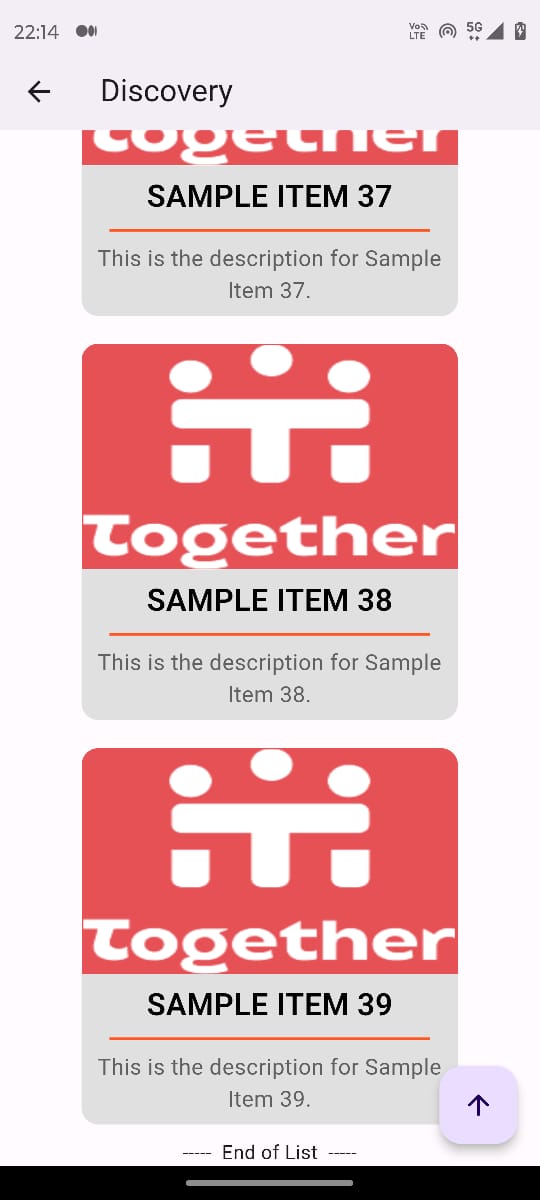 22:14
Vo)) LTE
5G
Discovery
Together
SAMPLE ITEM 37
This is the description for Sample
Item 37.
Together
SAMPLE ITEM 38
This is the description for Sample
Item 38.
Together
SAMPLE ITEM 39
This is the description for Sample
Item 39.
----- End of List -----